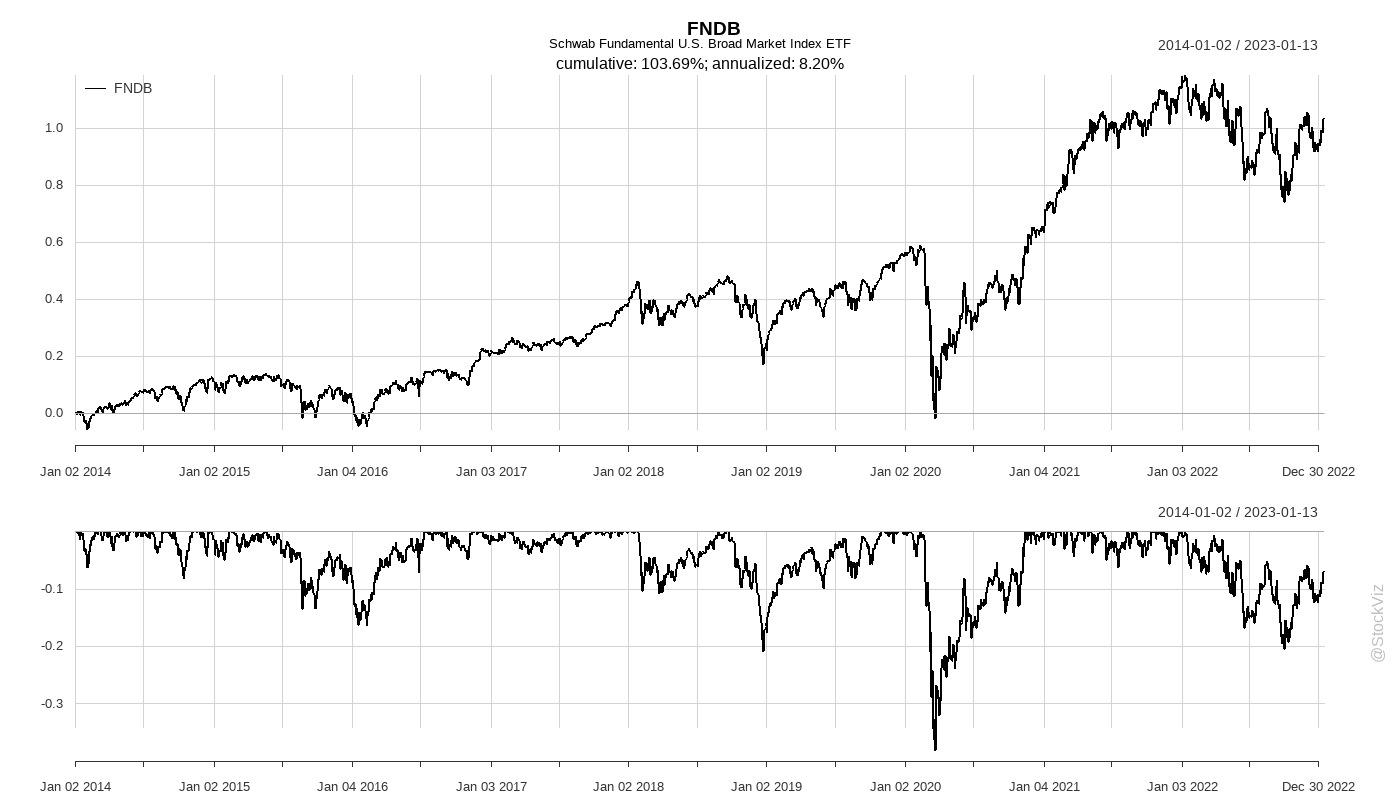 FNDB
Schwab Fundamental U.S. Broad Market Index ETF
2014-01-02 / 2023-01-13
cumulative: 103.69%; annualized: 8.20%
FNDB
1.0
0.8
0.6
0.4
0.2
0.0
Jan 02 2014 Jan 02 2015 Jan 04 2016 Jan 03 2017 Jan 02 2018 Jan 02 2019 Jan 02 2020 Jan 04 2021 Jan 03 2022 Dec 30 2022
2014-01-02 / 2023-01-13
-0.1
-0.2
-0.3
@StockViz
Jan 02 2014 Jan 02 2015 Jan 04 2016 Jan 03 2017 Jan 02 2018 Jan 02 2019 Jan 02 2020 Jan 04 2021 Jan 03 2022 Dec 30 2022